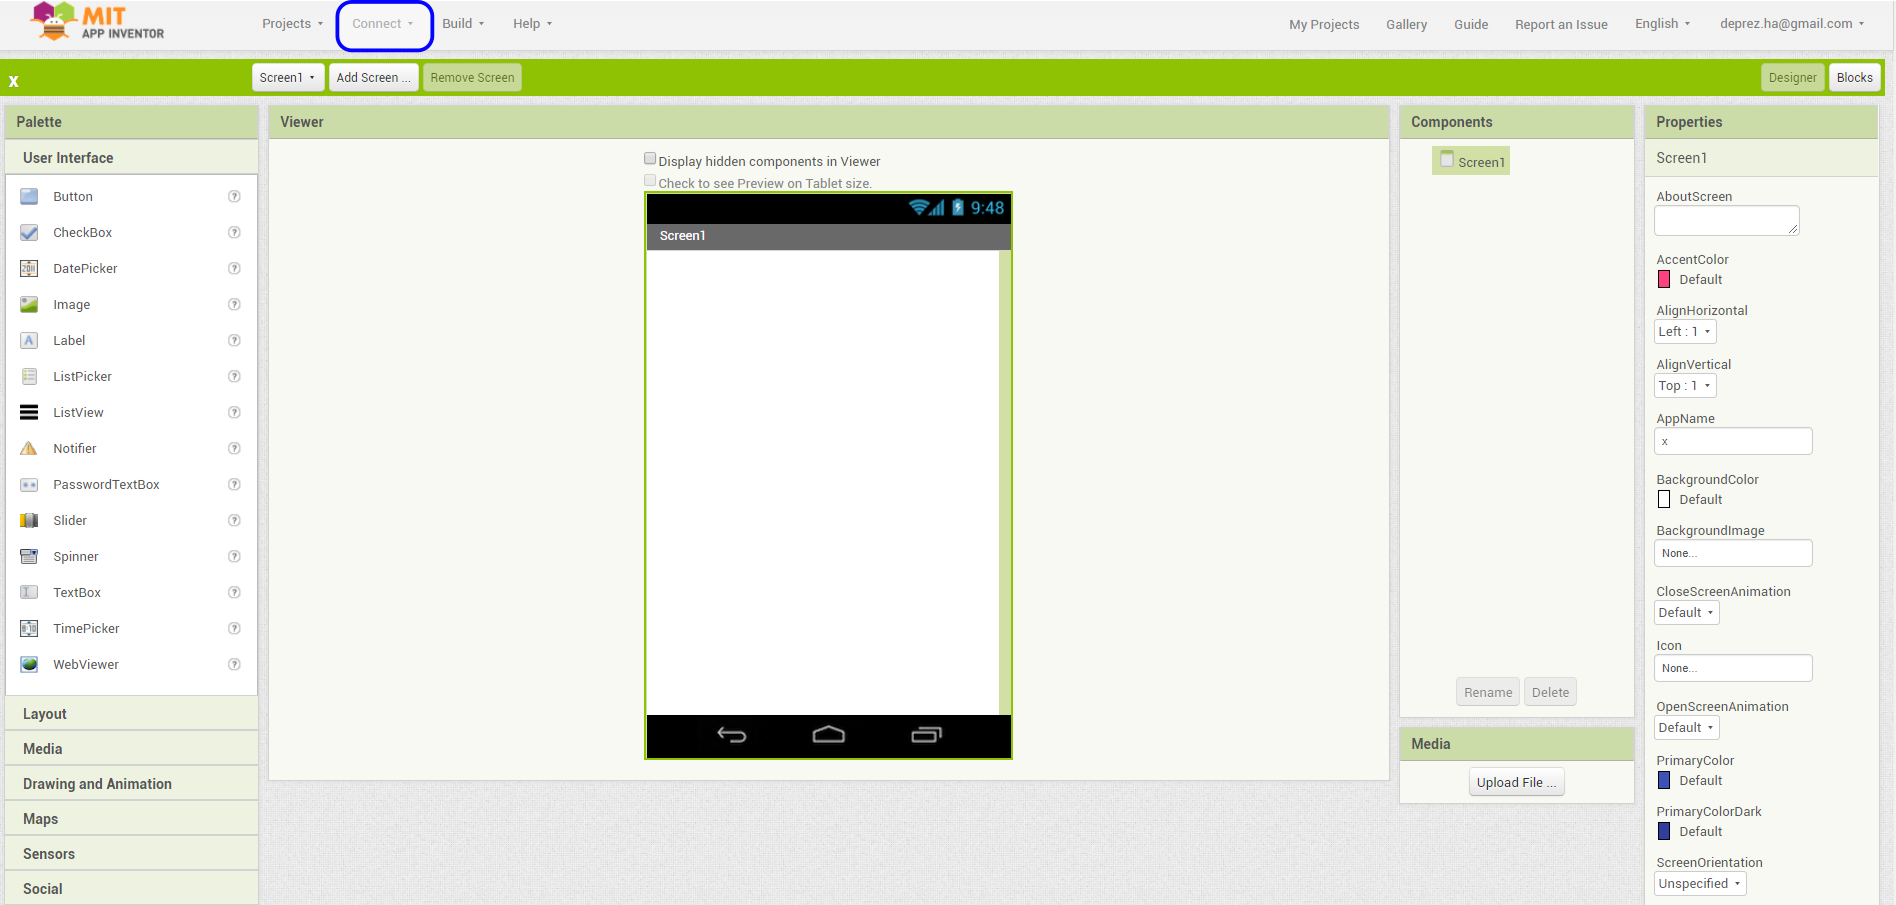 MIT
APP INVENTOR
Projects Connect Build Help My Projects Gallery Guide Report an Issue English deprez.ha@gmail.com
x Screen1 Add Screen ... Remove Screen Designer Blocks
Palette
User Interface
Button
CheckBox
DatePicker
Image
Label
ListPicker
ListView
Notifier
PasswordTextBox
Slider
Spinner
TextBox
TimePicker
WebViewer
Layout
Media
Drawing and Animation
Maps
Sensors
Social
Viewer
Display hidden components in Viewer
Check to see Preview on Tablet size.
9:48
Screen1
Components
Screen1
Rename Delete
Media
Upload File ...
Properties
Screen1
AboutScreen
AccentColor
Default
AlignHorizontal
Left : 1
AlignVertical
Top : 1
AppName
x
BackgroundColor
Default
BackgroundImage
None...
CloseScreenAnimation
Default
Icon
None...
OpenScreenAnimation
Default
PrimaryColor
Default
PrimaryColorDark
Default
ScreenOrientation
Unspecified